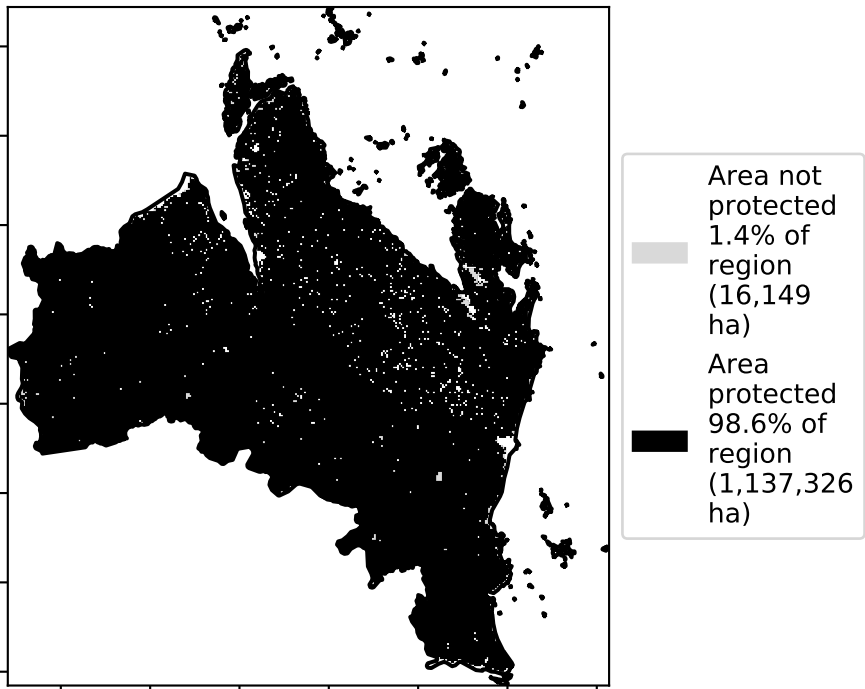 Area not
protected
1.4% of
region
(16,149
ha)
Area
protected
98.6% of
region
(1,137,326
ha)